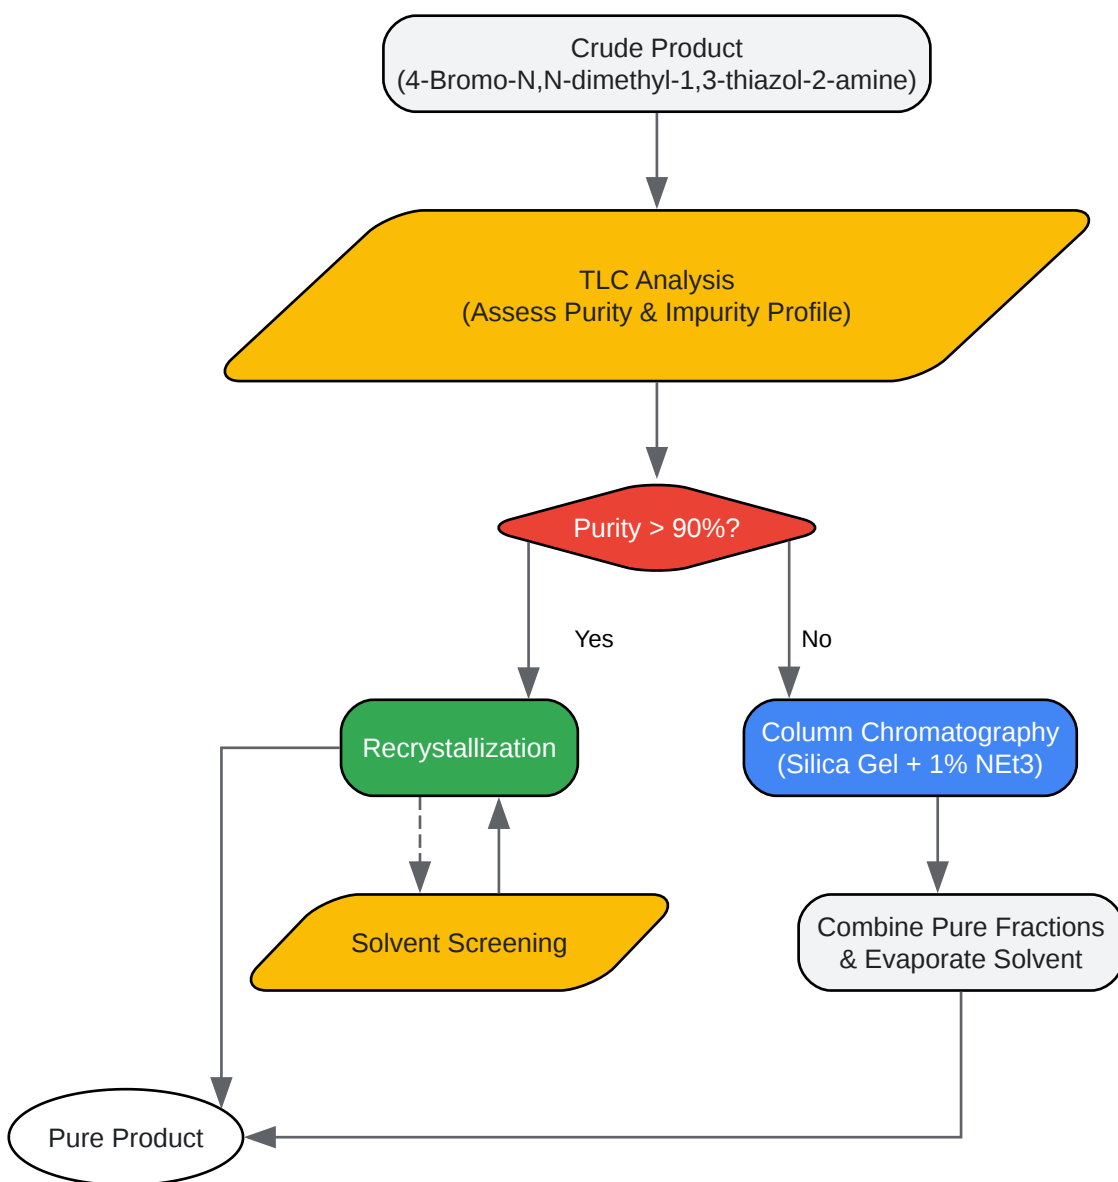 Crude Product
(4-Bromo-N,N-dimethyl-1,3-thiazol-2-amine)
TLC Analysis
(Assess Purity & Impurity Profile)
Purity > 90%?
Yes
No
Recrystallization
Column Chromatography
(Silica Gel + 1% NEt3)
Solvent Screening
Combine Pure Fractions
& Evaporate Solvent
Pure Product